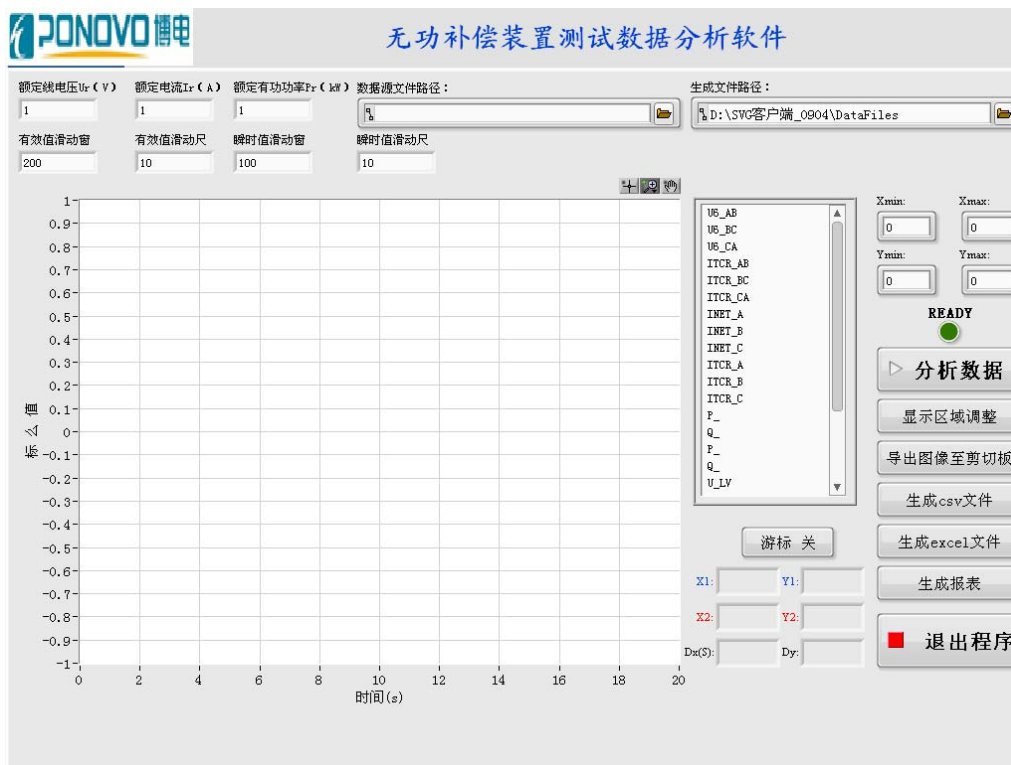 PONOVO 博电
无功补偿装置测试数据分析软件
额定线电压Ur(V) 额定电流Ir(A) 额定有功功率Pr(kW) 数据源文件路径: 生成文件路径:
1 1 1 D:\SVG客户端_0904\DataFiles
有效值滑动窗 有效值滑动尺 瞬时值滑动窗 瞬时值滑动尺
200 10 100 10
标么值
1
0.9
0.8
0.7
0.6
0.5
0.4
0.3
0.2
0.1
0
-0.1
-0.2
-0.3
-0.4
-0.5
-0.6
-0.7
-0.8
-0.9
-1
0 2 4 6 8 10 12 14 16 18 20
时间(s)
U6_AB
U6_BC
U6_CA
ITCR_AB
ITCR_BC
ITCR_CA
INET_A
INET_B
INET_C
ITCR_A
ITCR_B
ITCR_C
P_
Q_
P_
Q_
U_LV
游标 关
X1: Y1:
X2: Y2:
Dx(S): Dy:
Xmin: Xmax:
0 0
Ymin: Ymax:
0 0
READY
分析数据
显示区域调整
导出图像至剪切板
生成csv文件
生成excel文件
生成报表
退出程序